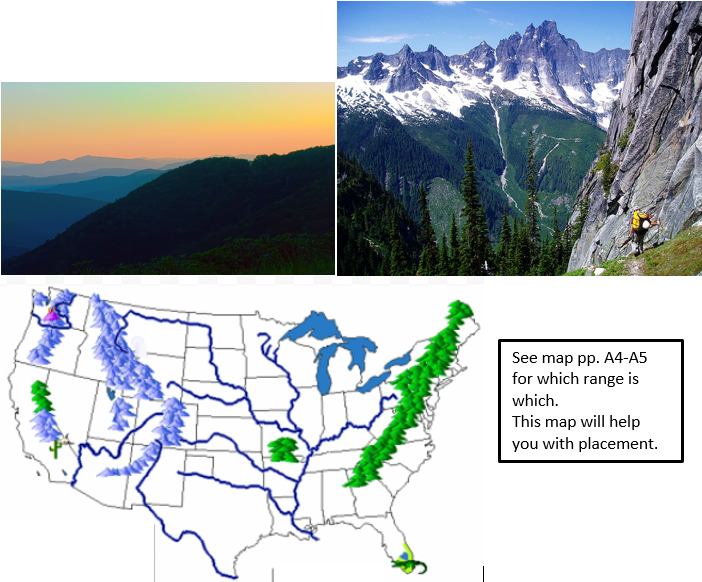 See map pp. A4-A5
for which range is
which.
This map will help
you with placement.